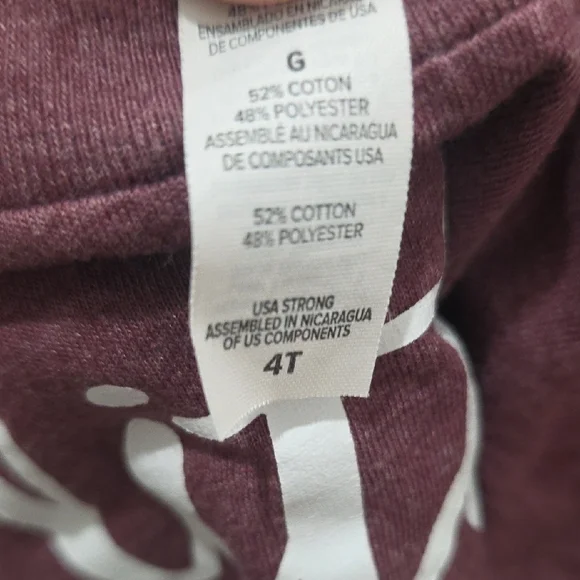 ENSAMBLADO EN NICARAGUA
DE COMPONENTES DE USA
G
52% COTON
48% POLYESTER
ASSEMBLÉ AU NICARAGUA
DE COMPOSANTS USA
52% COTTON
48% POLYESTER
USA STRONG
ASSEMBLED IN NICARAGUA
OF US COMPONENTS
4T